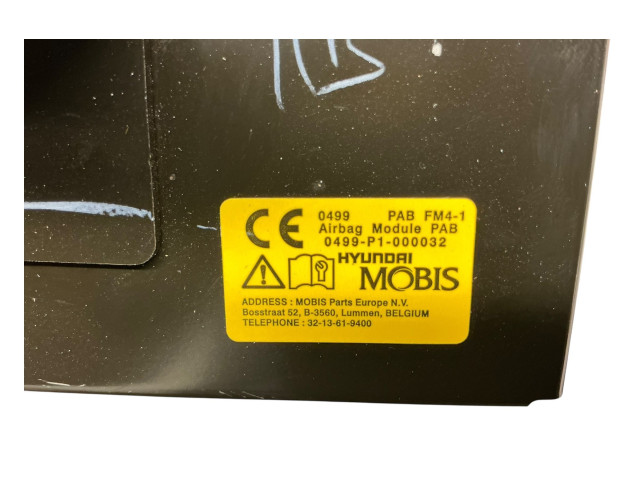 CE 0499 PAB FM4-1
Airbag Module PAB
0499-P1-000032
HYUNDAI
MOBIS
ADDRESS : MOBIS Parts Europe N.V.
Bosstraat 52, B-3560, Lummen, BELGIUM
TELEPHONE : 32-13-61-9400